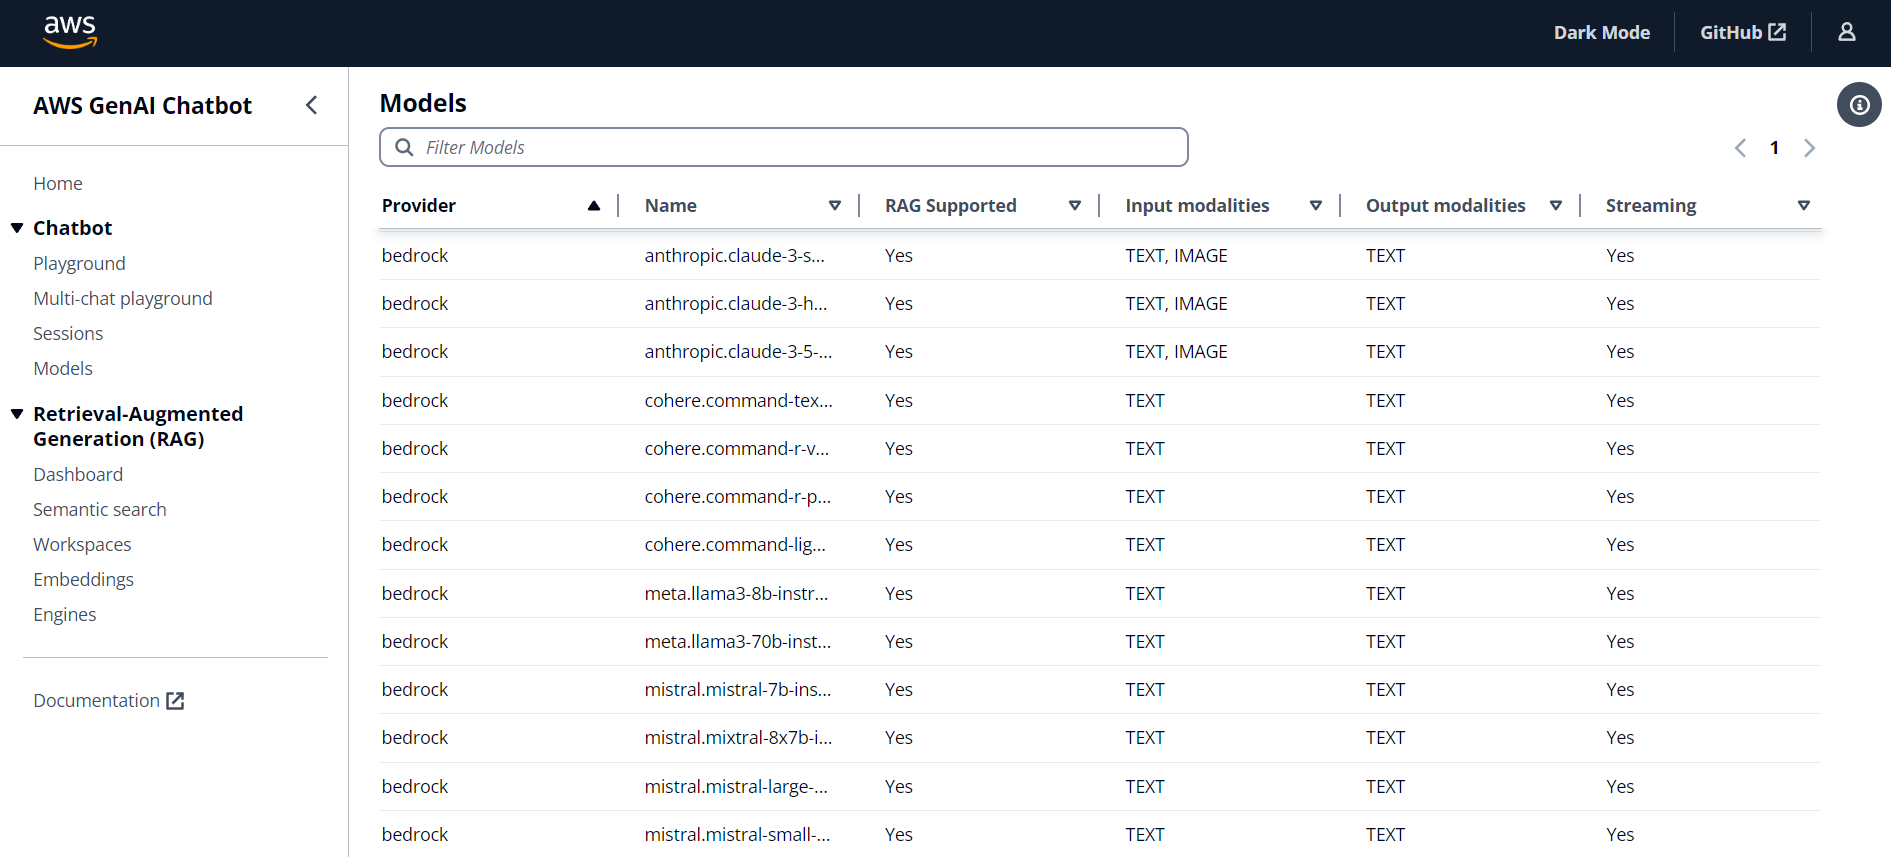 aws
Dark Mode
GitHub
AWS GenAI Chatbot
Home
Chatbot
Playground
Multi-chat playground
Sessions
Models
Retrieval-Augmented
Generation (RAG)
Dashboard
Semantic search
Workspaces
Embeddings
Engines
Documentation
Models
Filter Models
1
Provider Name RAG Supported Input modalities Output modalities Streaming
bedrock anthropic.claude-3-s... Yes TEXT, IMAGE TEXT Yes
bedrock anthropic.claude-3-h... Yes TEXT, IMAGE TEXT Yes
bedrock anthropic.claude-3-5-... Yes TEXT, IMAGE TEXT Yes
bedrock cohere.command-tex... Yes TEXT TEXT Yes
bedrock cohere.command-r-v... Yes TEXT TEXT Yes
bedrock cohere.command-r-p... Yes TEXT TEXT Yes
bedrock cohere.command-lig... Yes TEXT TEXT Yes
bedrock meta.llama3-8b-instr... Yes TEXT TEXT Yes
bedrock meta.llama3-70b-inst... Yes TEXT TEXT Yes
bedrock mistral.mistral-7b-ins... Yes TEXT TEXT Yes
bedrock mistral.mixtral-8x7b-i... Yes TEXT TEXT Yes
bedrock mistral.mistral-large-... Yes TEXT TEXT Yes
bedrock mistral.mistral-small-... Yes TEXT TEXT Yes